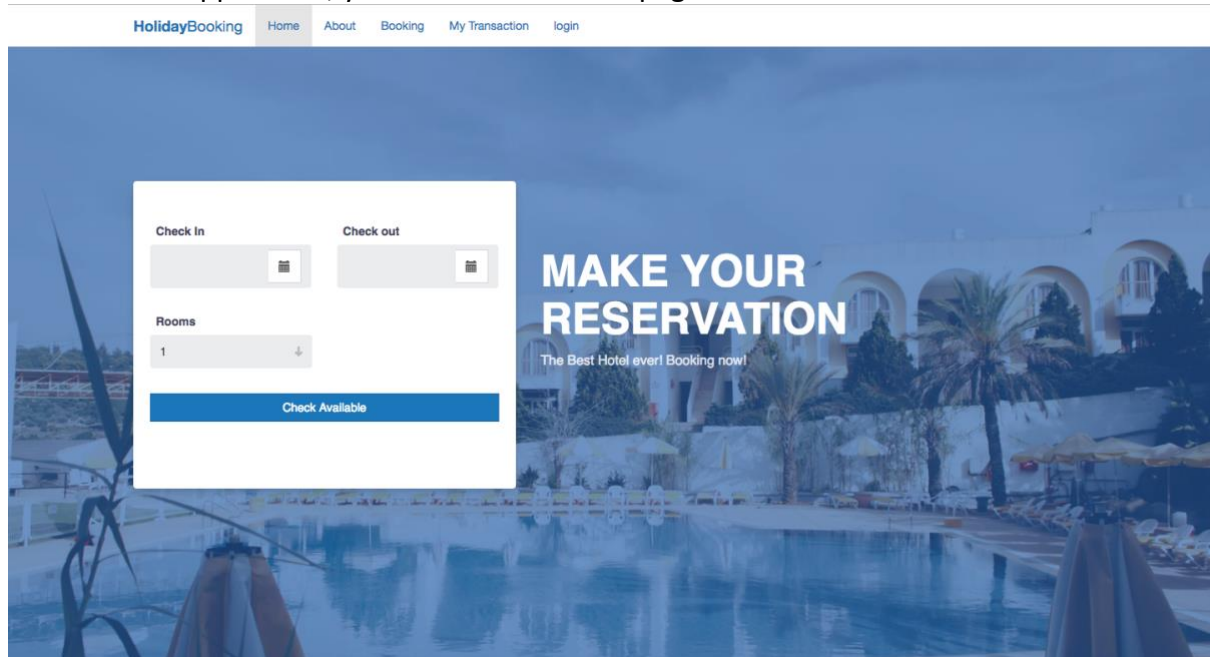 HolidayBooking Home About Booking My Transaction login
Check In Check out
MAKE YOUR
RESERVATION
Rooms
1
The Best Hotel ever! Booking now!
Check Available